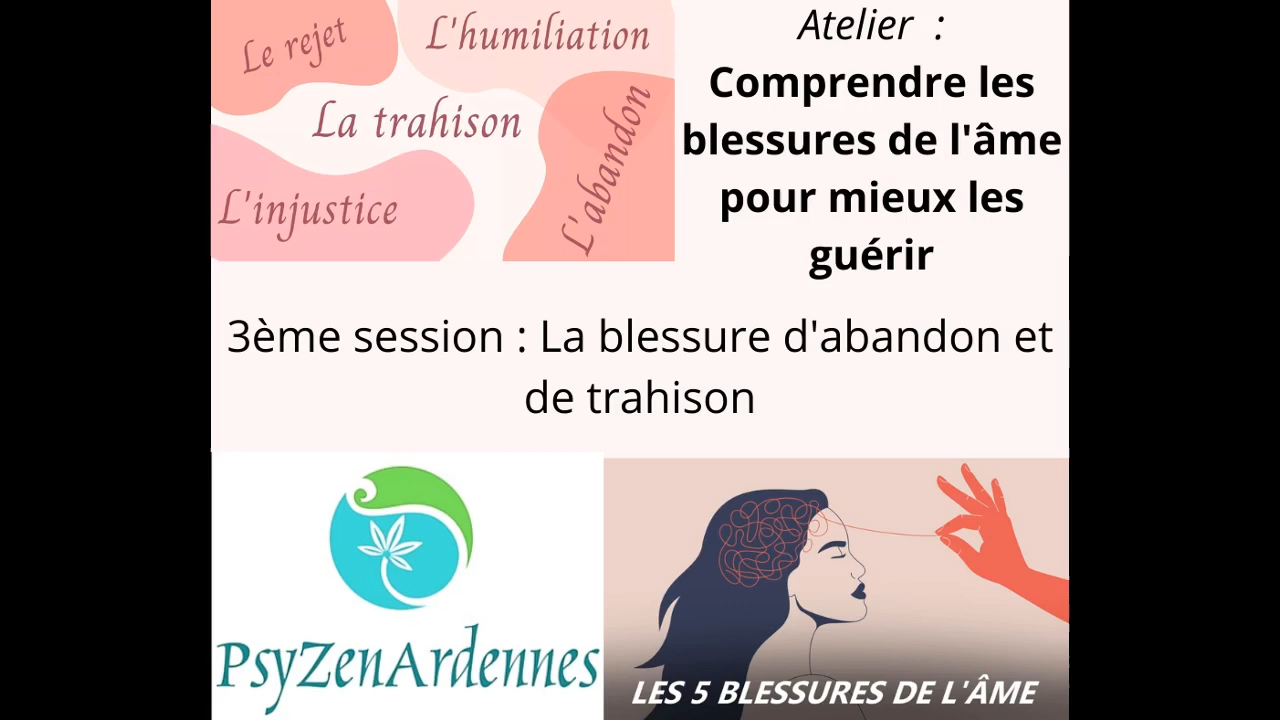 Le rejet
L'humiliation
La trahison
L'abandon
L'injustice
Atelier :
Comprendre les
blessures de l'âme
pour mieux les
guérir
3ème session : La blessure d'abandon et
de trahison
PsyZenArdennes
LES 5 BLESSURES DE L'ÂME